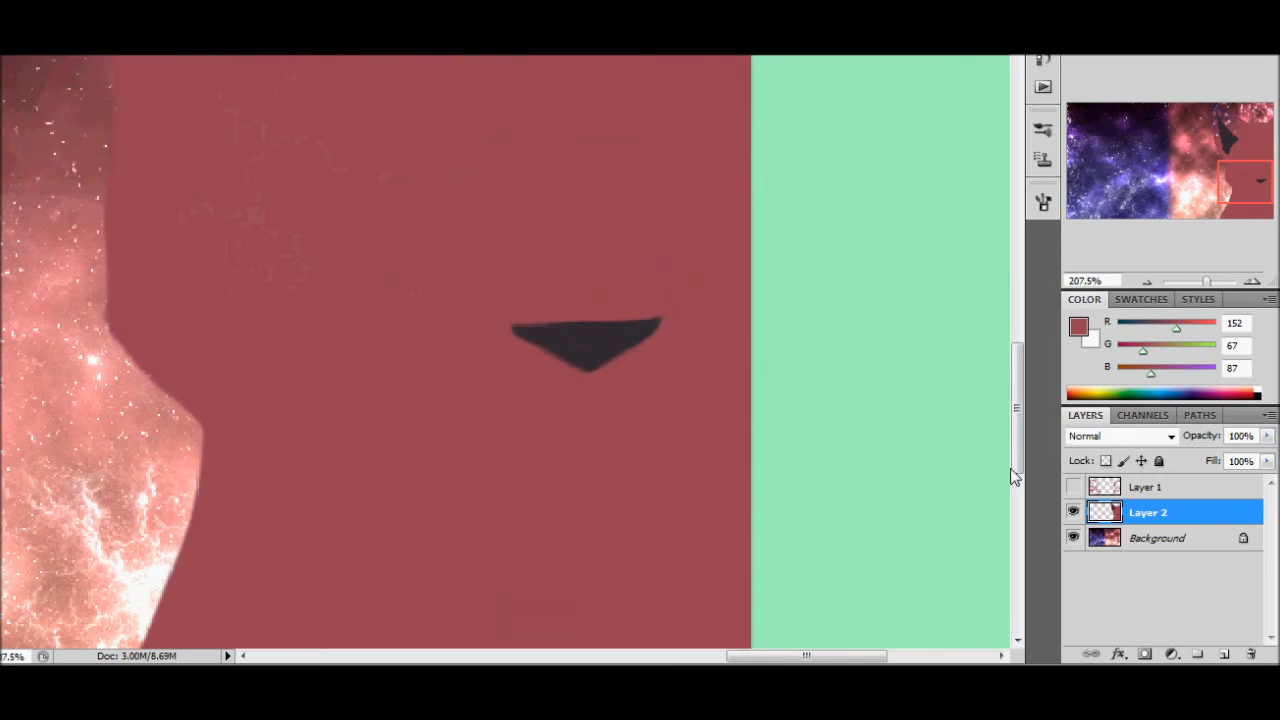 207.5%
COLOR SWATCHES STYLES
R 152
G 67
B 87
LAYERS CHANNELS PATHS
Normal Opacity: 100%
Lock: Fill: 100%
Layer 1
Layer 2
Background
7.5% Doc: 3.00M/8.69M